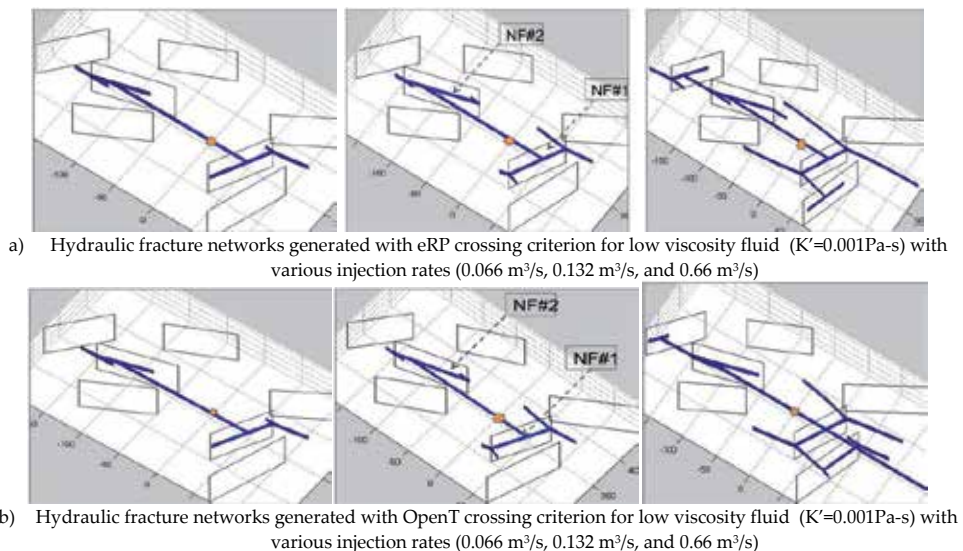 NF#2
NF#1
a) Hydraulic fracture networks generated with eRP crossing criterion for low viscosity fluid (K′=0.001Pa-s) with
various injection rates (0.066 m³/s, 0.132 m³/s, and 0.66 m³/s)
NF#2
NF#1
b) Hydraulic fracture networks generated with OpenT crossing criterion for low viscosity fluid (K′=0.001Pa-s) with
various injection rates (0.066 m³/s, 0.132 m³/s, and 0.66 m³/s)